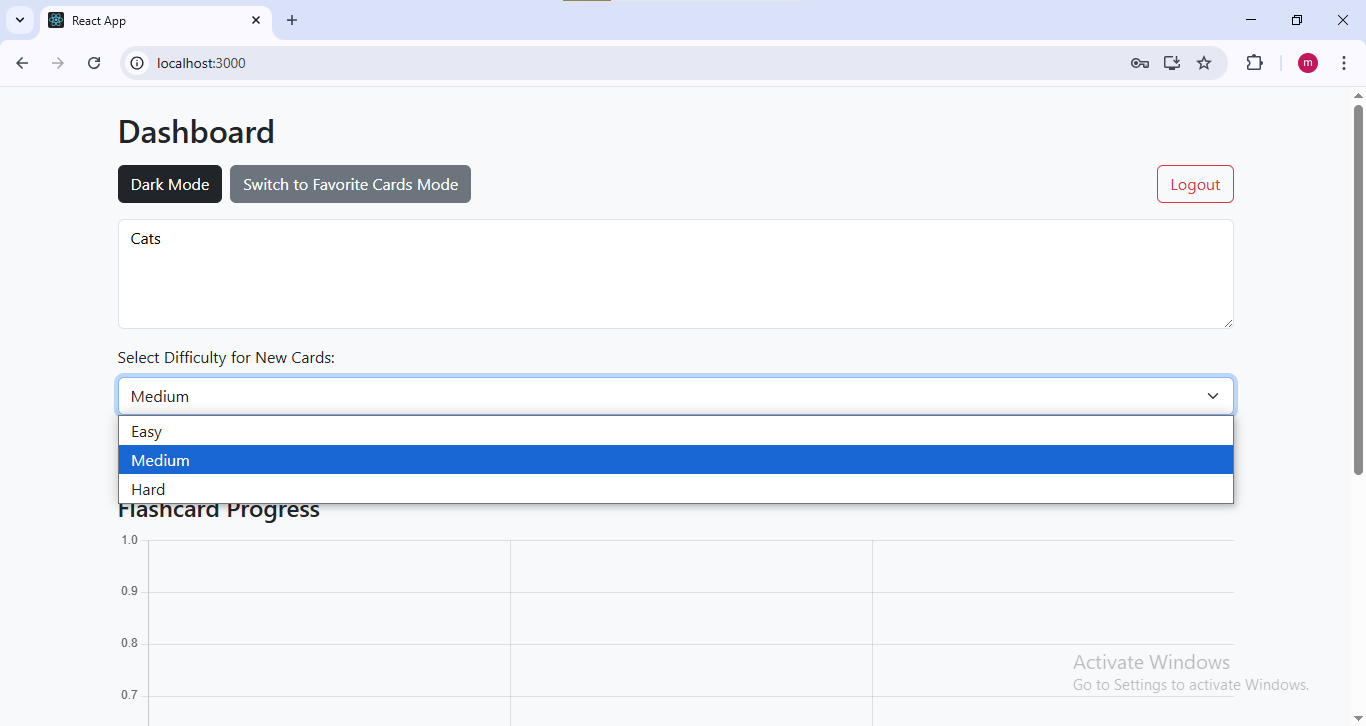 React App
localhost:3000
m
Dashboard
Dark Mode
Switch to Favorite Cards Mode
Logout
Cats
Select Difficulty for New Cards:
Medium
Easy
Medium
Hard
Flashcard Progress
1.0
0.9
0.8
0.7
Activate Windows
Go to Settings to activate Windows.